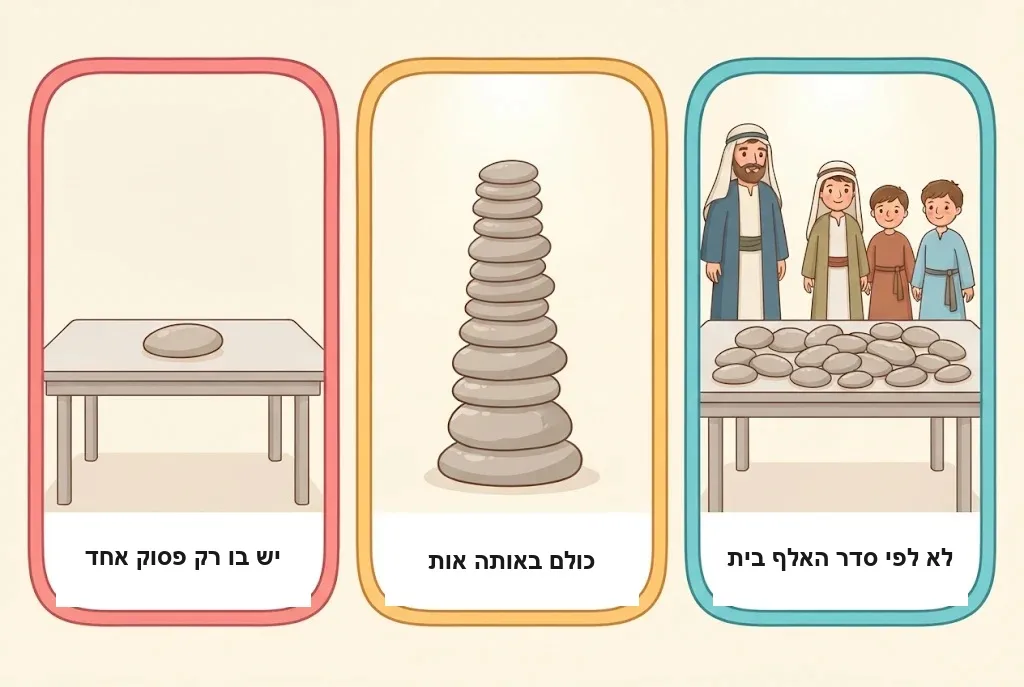 לא לפי סדר האלף בית
כולם באותה אות
יש בו רק פסוק אחד